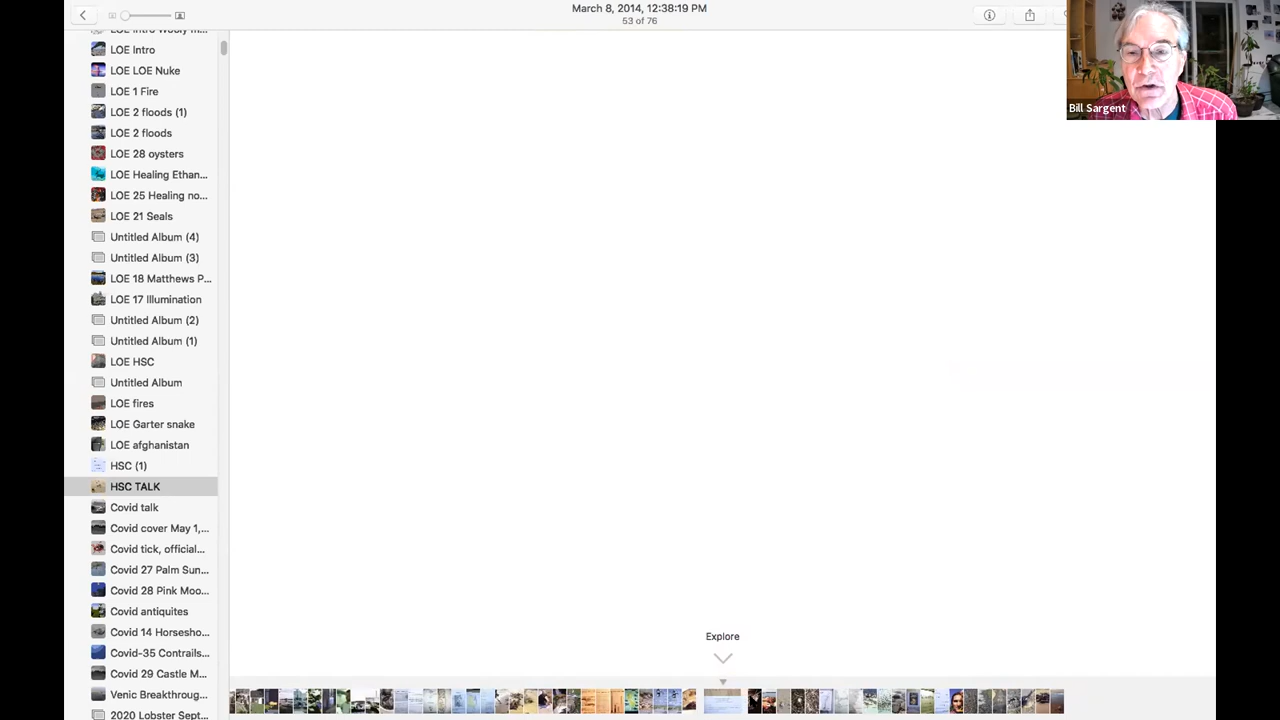 March 8, 2014, 12:38:19 PM
53 of 76
Bill Sargent
LOE Intro
LOE LOE Nuke
LOE 1 Fire
LOE 2 floods (1)
LOE 2 floods
LOE 28 oysters
LOE Healing Ethan...
LOE 25 Healing no...
LOE 21 Seals
Untitled Album (4)
Untitled Album (3)
LOE 18 Matthews P...
LOE 17 Illumination
Untitled Album (2)
Untitled Album (1)
LOE HSC
Untitled Album
LOE fires
LOE Garter snake
LOE afghanistan
HSC (1)
HSC TALK
Covid talk
Covid cover May 1,...
Covid tick, official...
Covid 27 Palm Sun...
Covid 28 Pink Moo...
Covid antiquites
Covid 14 Horsesho...
Covid-35 Contrails...
Covid 29 Castle M...
Venic Breakthroug...
2020 Lobster Sept...
Explore